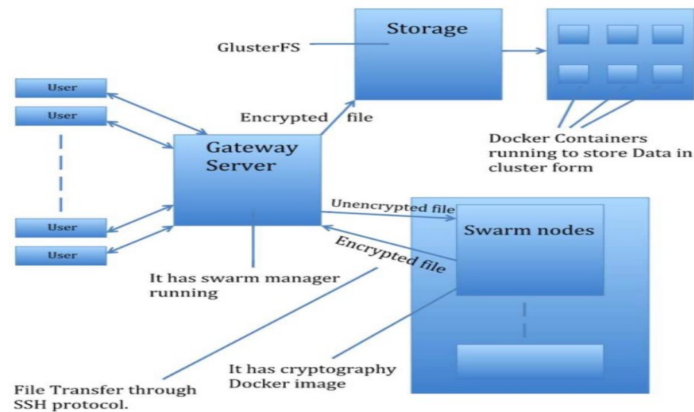 Storage
GlusterFS
User
User
Encrypted file
Gateway
Server
Docker Containers
running to store Data in
cluster form
Unencrypted file
Swarm nodes
Encrypted file
User
User
It has swarm manager
running
It has cryptography
Docker image
File Transfer through
SSH protocol.